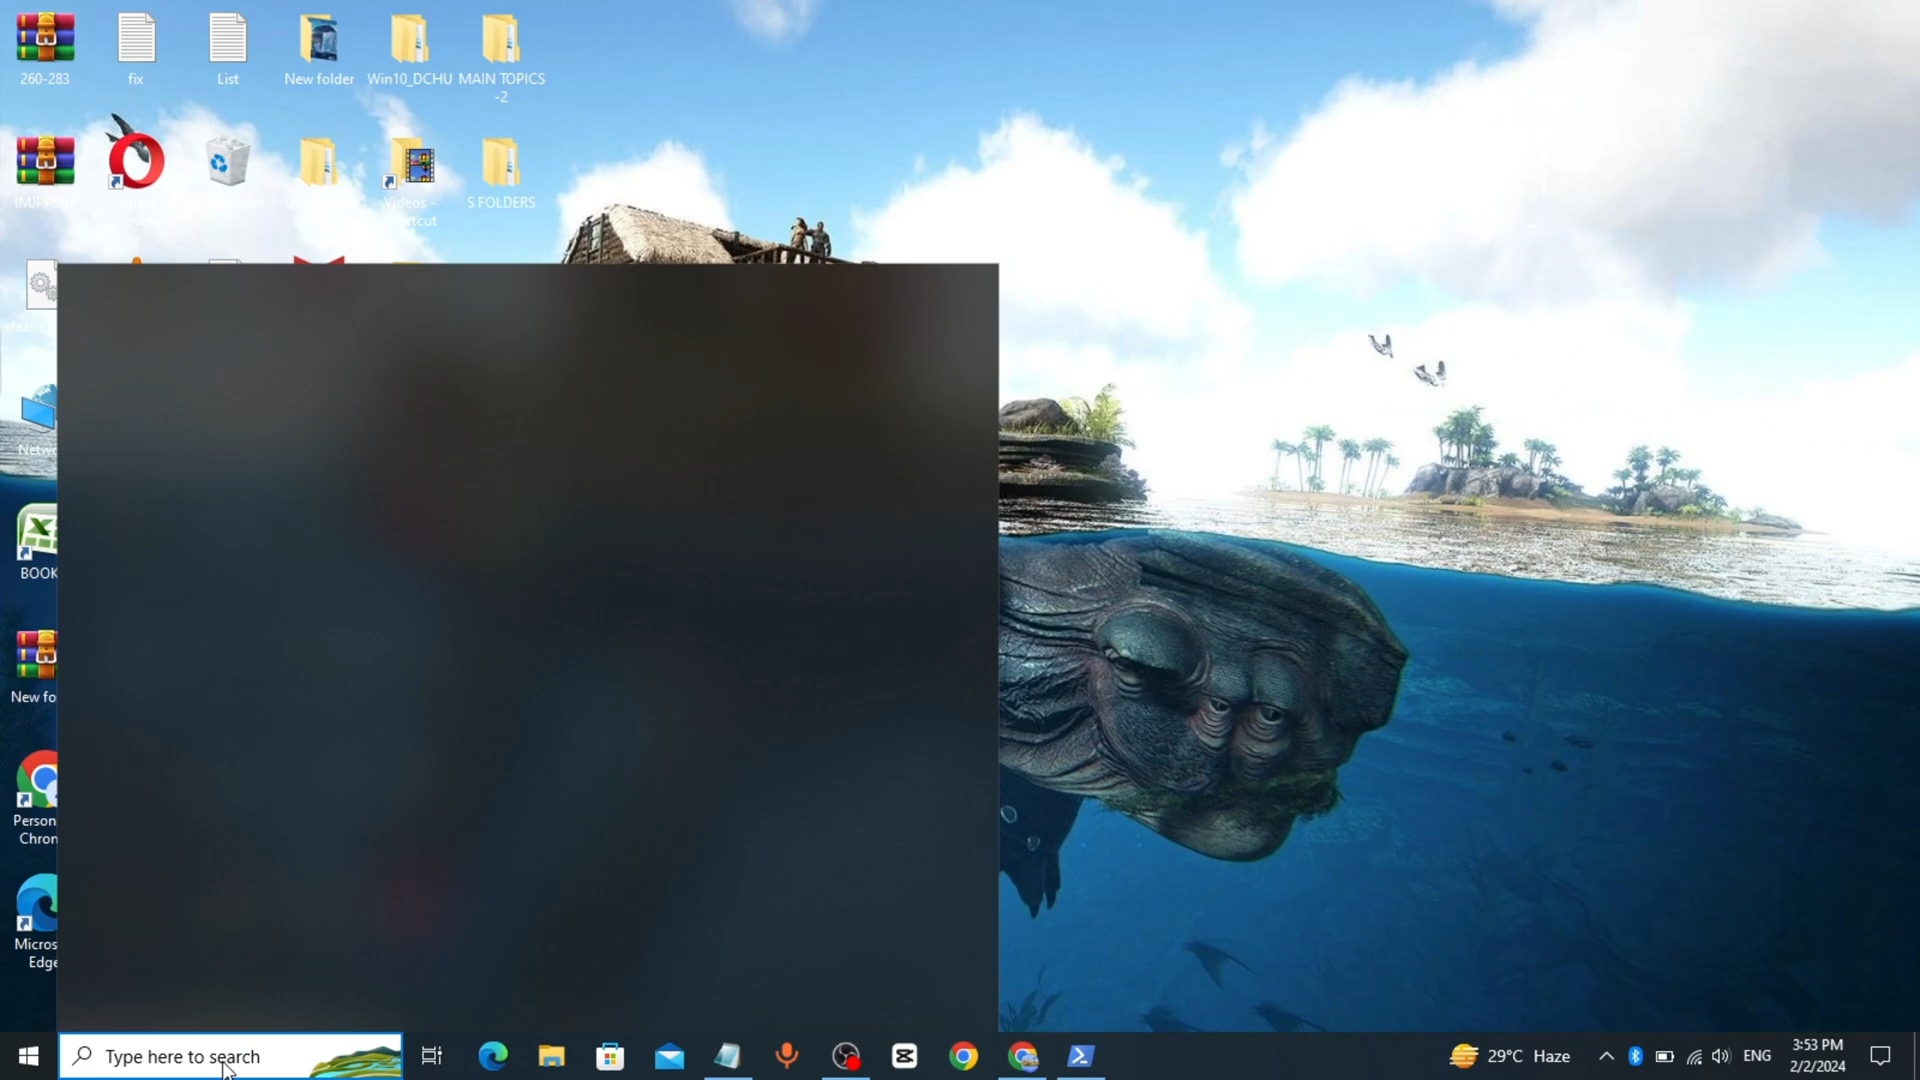 260-283
fix
List
New folder
Win10_DCHU
MAIN TOPICS
-2
Videos -
S FOLDERS
BOOK
New fo
Person
Chron
Micros
Edge
Type here to search
29°C Haze
ENG
3:53 PM
2/2/2024